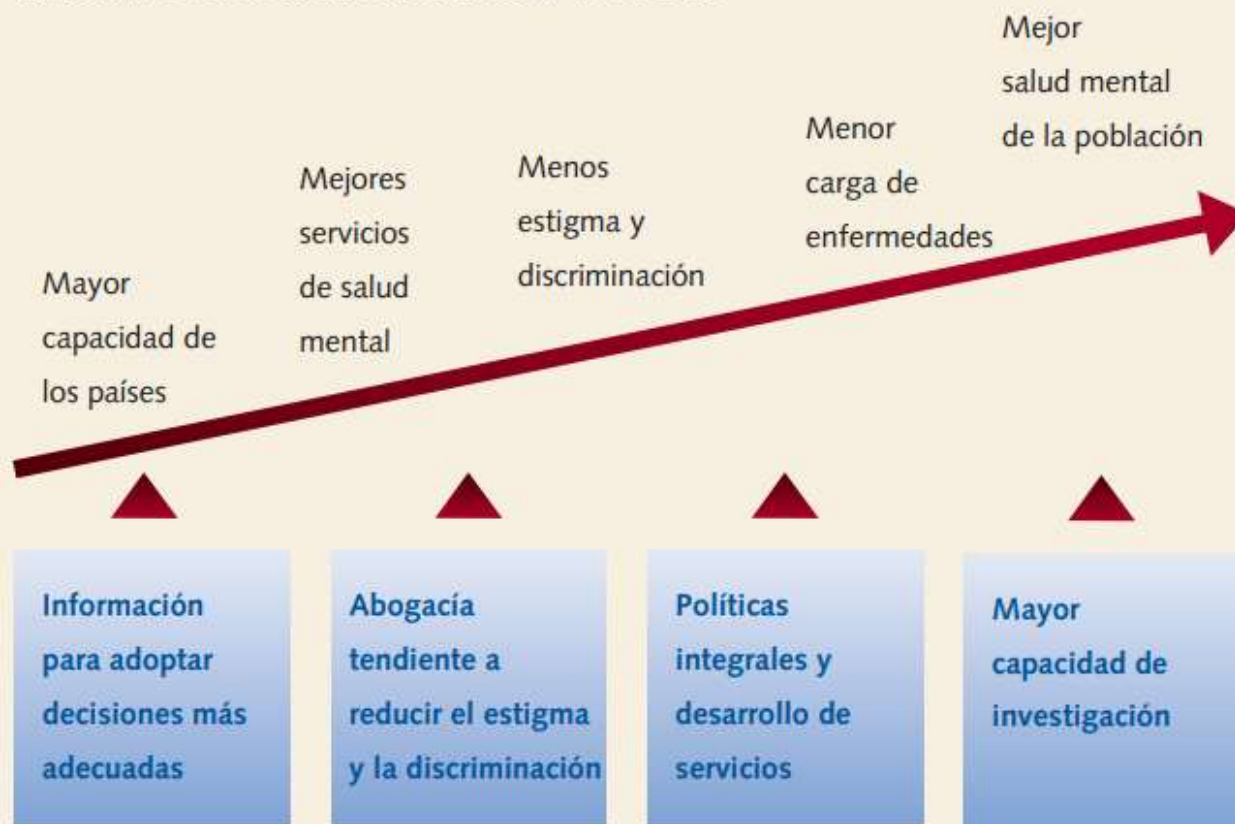 Mayor
capacidad de
los países
Mejores
servicios
de salud
mental
Menos
estigma y
discriminación
Menor
carga de
enfermedades
Mejor
salud mental
de la población
Información
para adoptar
decisiones más
adecuadas
Abogacía
tendiente a
reducir el estigma
y la discriminación
Políticas
integrales y
desarrollo de
servicios
Mayor
capacidad de
investigación